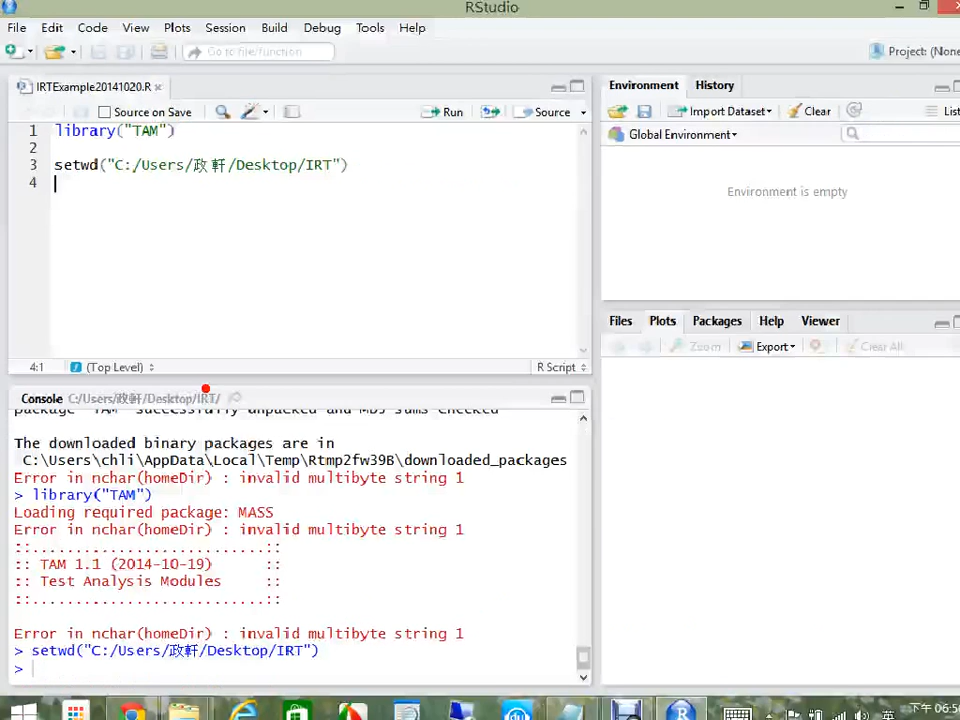 RStudio
File Edit Code View Plots Session Build Debug Tools Help
Go to file/function
Project: (None
IRTExample20141020.R
Source on Save
Run
Source
1 library("TAM")
2
3 setwd("C:/Users/政軒/Desktop/IRT")
4
4:1
(Top Level)
R Script
Console C:/Users/政軒/Desktop/IRT/
package 'TAM' successfully unpacked and MD5 sums checked
The downloaded binary packages are in
C:\Users\chli\AppData\Local\Temp\Rtmp2fw39B\downloaded_packages
Error in nchar(homeDir) : invalid multibyte string 1
> library("TAM")
Loading required package: MASS
Error in nchar(homeDir) : invalid multibyte string 1
::..........................::
:: TAM 1.1 (2014-10-19) ::
:: Test Analysis Modules ::
::..........................::
Error in nchar(homeDir) : invalid multibyte string 1
> setwd("C:/Users/政軒/Desktop/IRT")
>
Environment History
Import Dataset
Clear
List
Global Environment
Environment is empty
Files Plots Packages Help Viewer
Zoom
Export
Clear All
英
下午 06:50